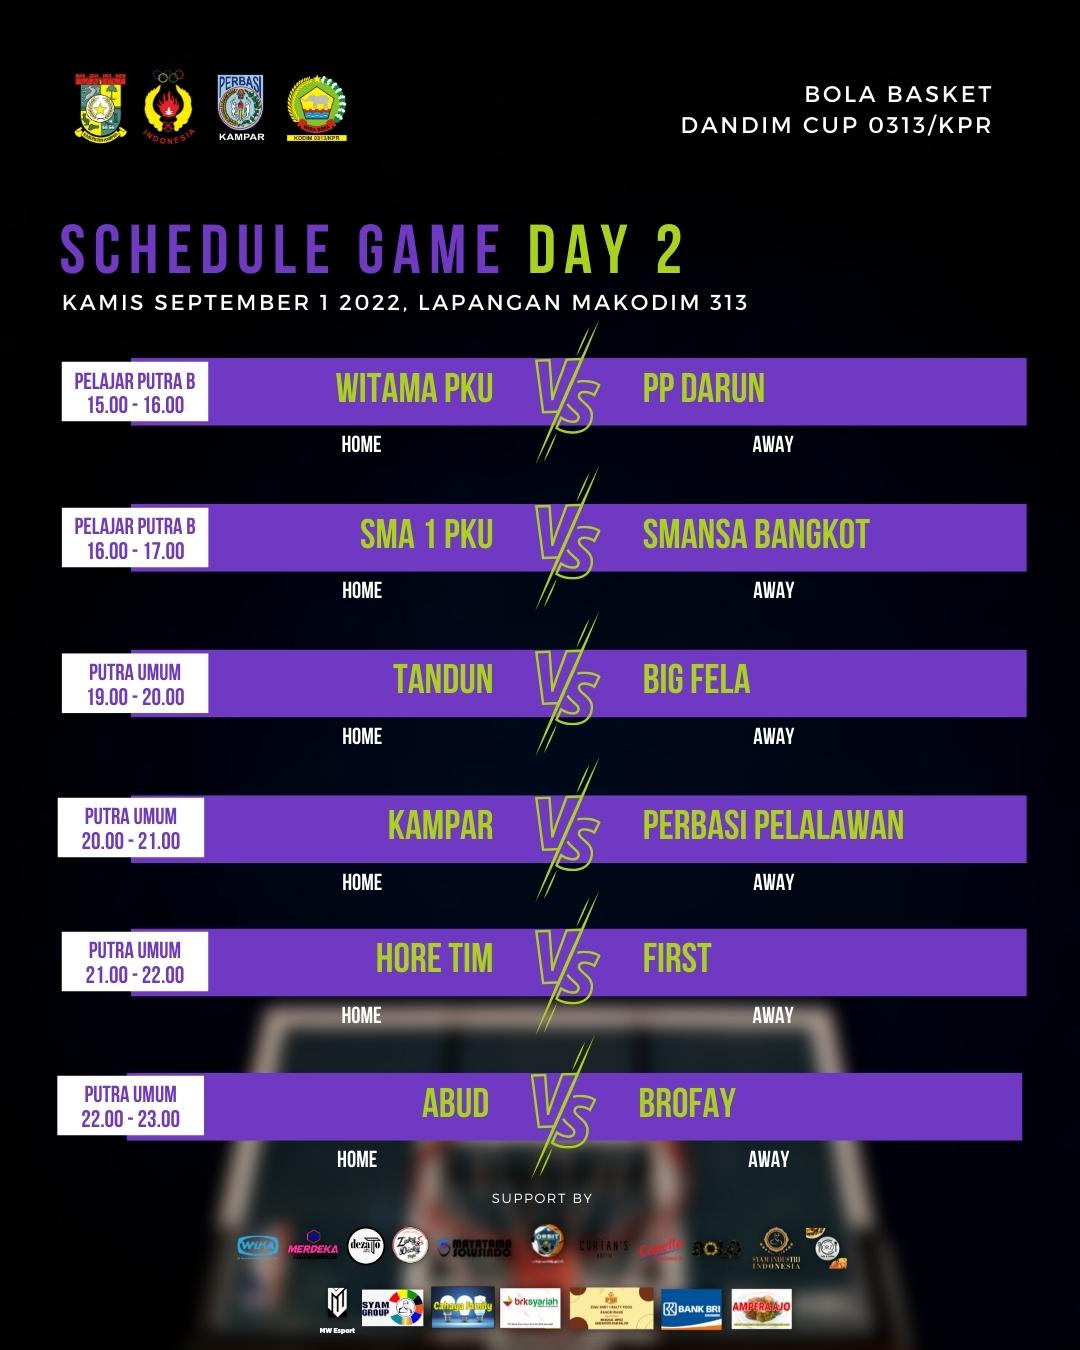 PERBASI
KAMPAR
INDONESIA
KODIM 0313/KPR
BOLA BASKET
DANDIM CUP 0313/KPR
SCHEDULE GAME DAY 2
KAMIS SEPTEMBER 1 2022, LAPANGAN MAKODIM 313
PELAJAR PUTRA B
15.00 - 16.00
WITAMA PKU VS PP DARUN
HOME AWAY
PELAJAR PUTRA B
16.00 - 17.00
SMA 1 PKU VS SMANSA BANGKOT
HOME AWAY
PUTRA UMUM
19.00 - 20.00
TANDUN VS BIG FELA
HOME AWAY
PUTRA UMUM
20.00 - 21.00
KAMPAR VS PERBASI PELALAWAN
HOME AWAY
PUTRA UMUM
21.00 - 22.00
HORE TIM VS FIRST
HOME AWAY
PUTRA UMUM
22.00 - 23.00
ABUD VS BROFAY
HOME AWAY
SUPPORT BY
WIKA MERDEKA dezato Zaky Dicky MAYATAMA SOLUSINDO ORBIT CURTAN'S SYAM INDUSTRI INDONESIA
MW Esport SYAM GROUP Cahaya Family brksyariah BANK BRI AMPERA AJO